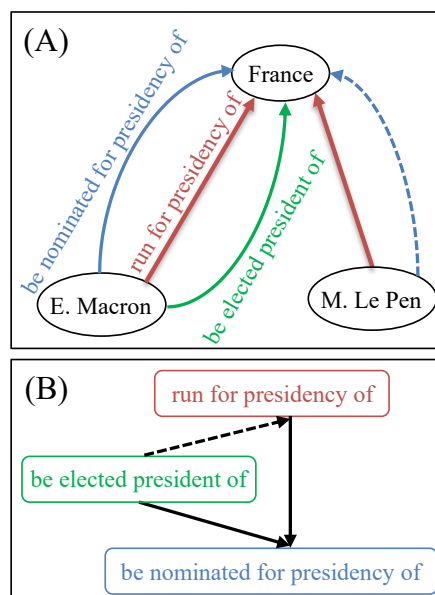 (A)
France
be nominated for presidency of
run for presidency of
be elected president of
E. Macron
M. Le Pen
(B)
run for presidency of
be elected president of
be nominated for presidency of